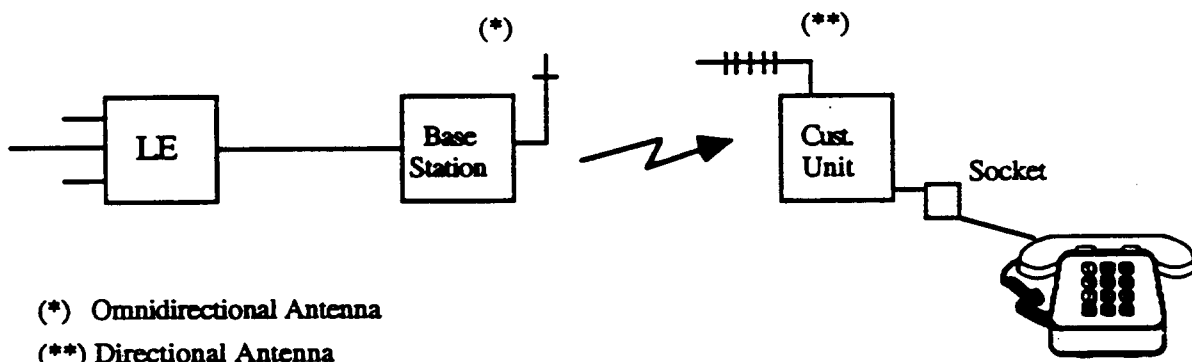 (*)
(**)
LE
Base
Station
Cust.
Unit
Socket
(*) Omnidirectional Antenna
(**) Directional Antenna